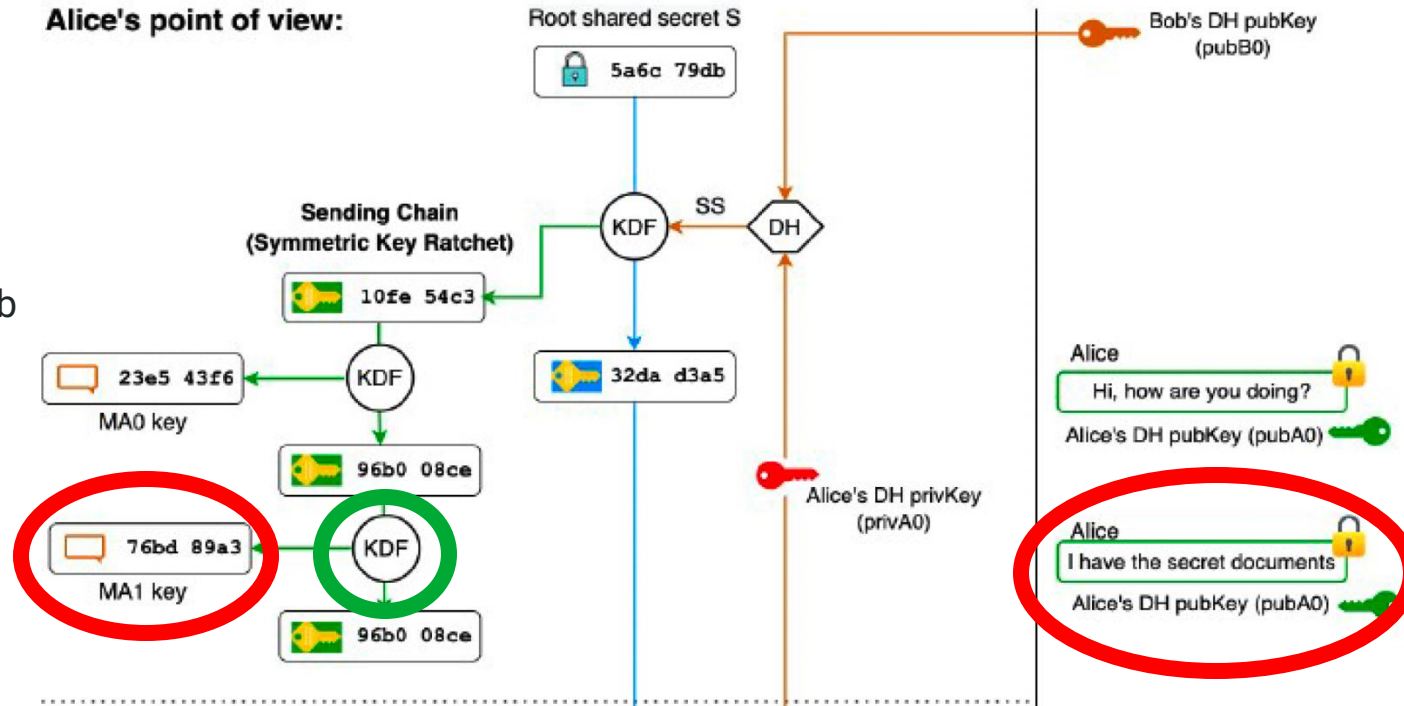 Alice's point of view:
Root shared secret S
Bob's DH pubKey
(pubB0)
5a6c 79db
SS
KDF
DH
Sending Chain
(Symmetric Key Ratchet)
10fe 54c3
b
KDF
23e5 43f6
MA0 key
32da d3a5
Alice
Hi, how are you doing?
Alice's DH pubKey (pubA0)
96b0 08ce
Alice's DH privKey
(privA0)
KDF
76bd 89a3
MA1 key
Alice
I have the secret documents
Alice's DH pubKey (pubA0)
96b0 08ce